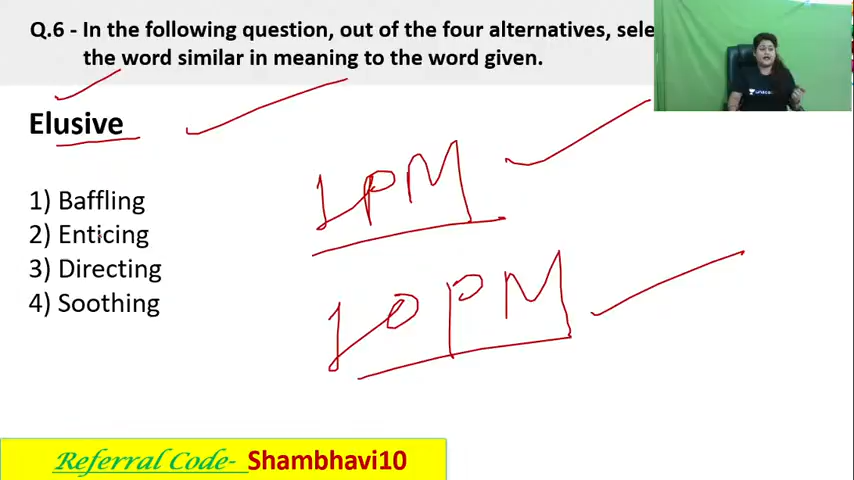 Q.6 - In the following question, out of the four alternatives, sele
the word similar in meaning to the word given.
Elusive
1PM
1) Baffling
2) Enticing
3) Directing
4) Soothing
10PM
Referral Code- Shambhavi10